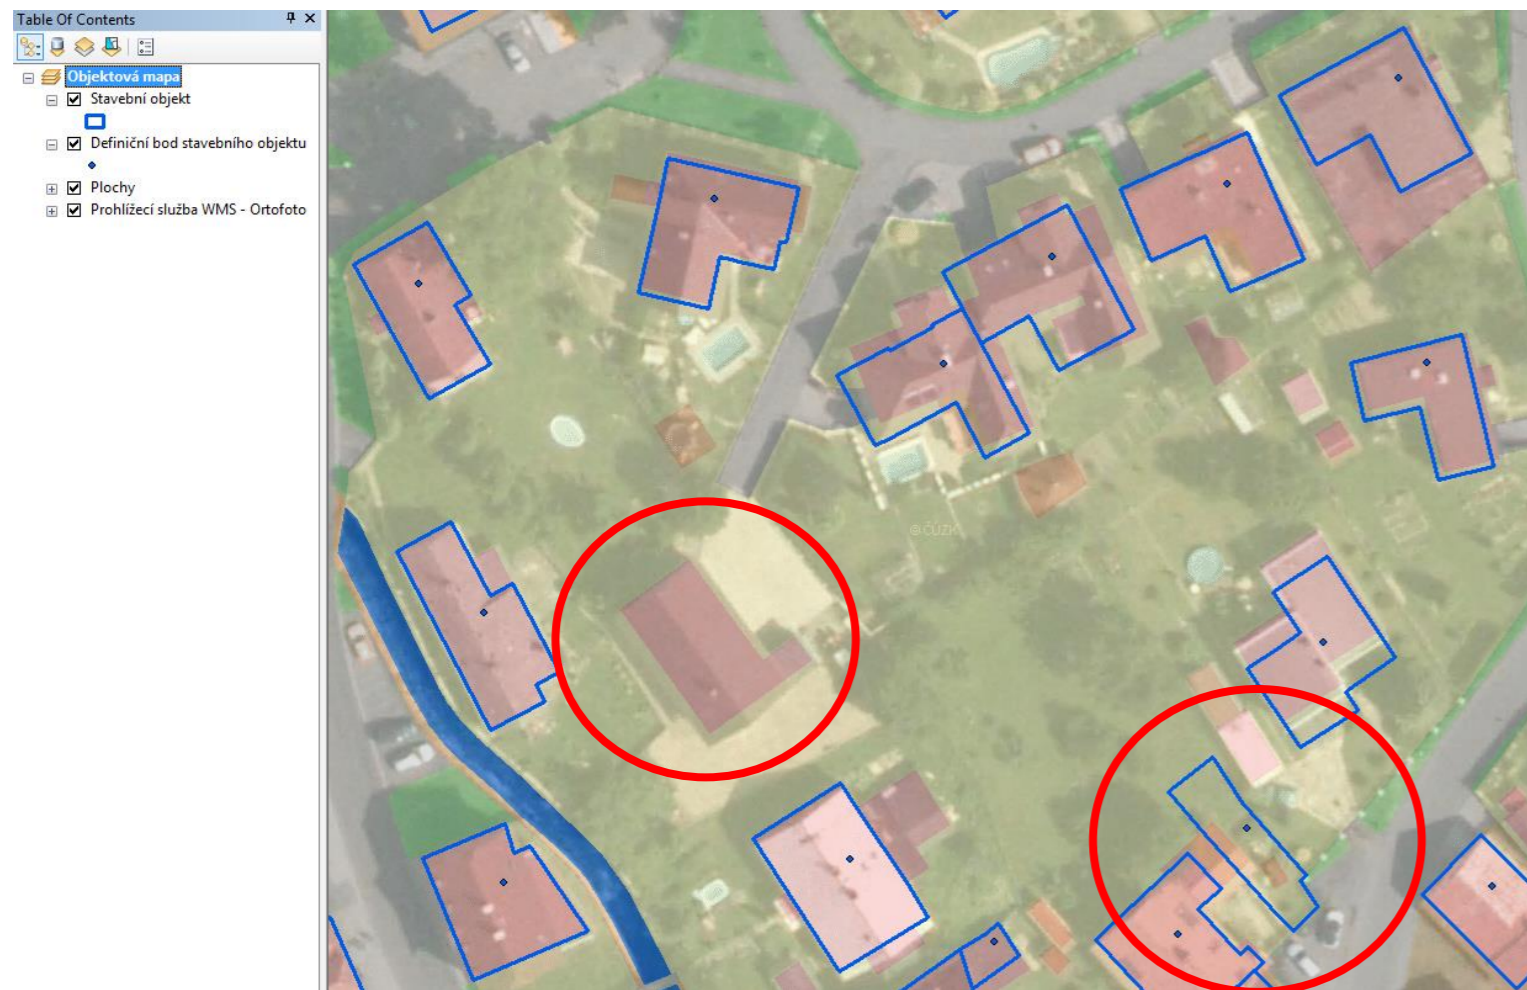 Table Of Contents
Objektová mapa
Stavební objekt
Definiční bod stavebního objektu
Plochy
Prohlížecí služba WMS - Ortofoto
© ČÚZK